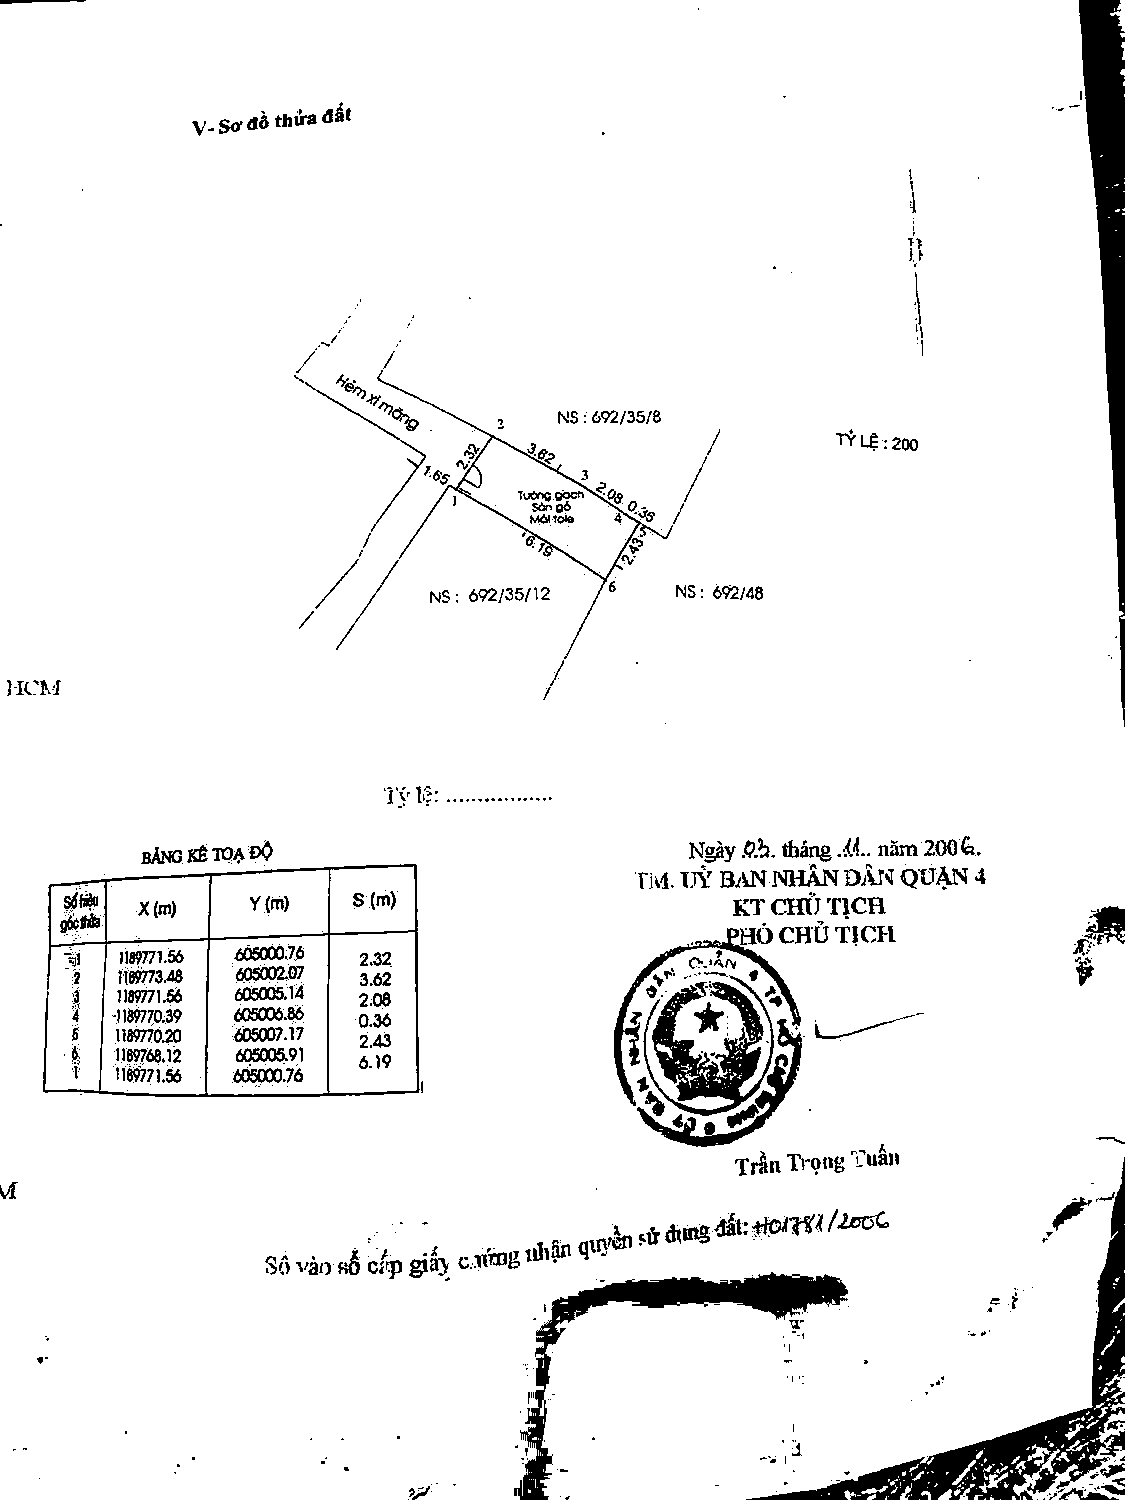 V- Sơ đồ thửa đất
B
Hẻm xi măng
2
NS : 692/35/8
TỶ LỆ : 200
3.62
2.32
3
1.65
2.08
0.36
1
Tường gạch
Sàn gỗ
Mái tole
4
5
6.19
2.43
6
NS : 692/35/12
NS : 692/48
HCM
Tỷ lệ: .................
BẢNG KÊ TOẠ ĐỘ
Số hiệu góc thửa X (m) Y (m) S (m)
1 1189771.56 605000.76 2.32
2 1189773.48 605002.07 3.62
3 1189771.56 605005.14 2.08
4 1189770.39 605006.86 0.36
5 1189770.20 605007.17 2.43
6 1189768.12 605005.91 6.19
1 1189771.56 605000.76
Ngày .03. tháng .11.. năm 2006.
TM. UỶ BAN NHÂN DÂN QUẬN 4
KT CHỦ TỊCH
PHÓ CHỦ TỊCH
ỦY BAN NHÂN DÂN QUẬN 4 TP HỒ CHÍ MINH
Trần Trọng Tuấn
M
Số vào sổ cấp giấy chứng nhận quyền sử dụng đất: /2006